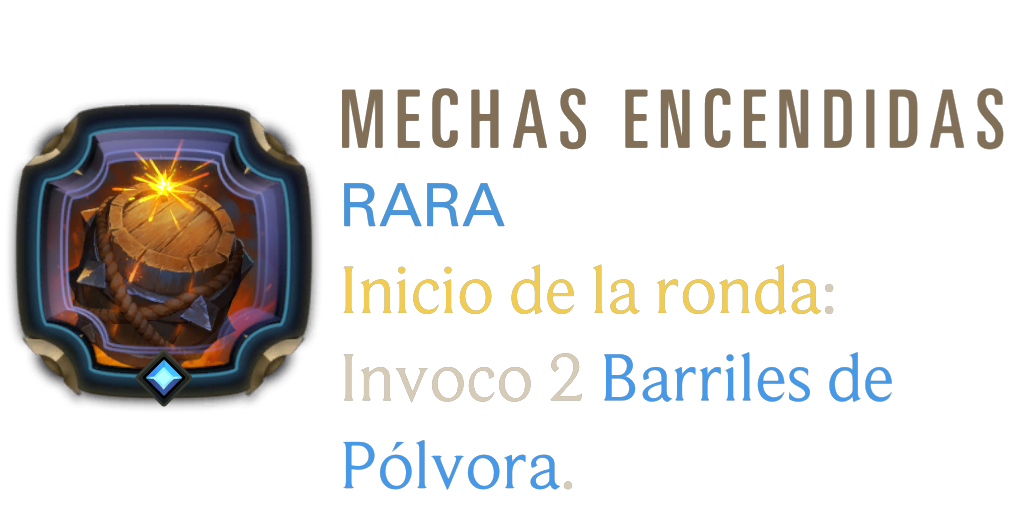 MECHAS ENCENDIDAS
RARA
Inicio de la ronda:
Invoco 2 Barriles de
Pólvora.